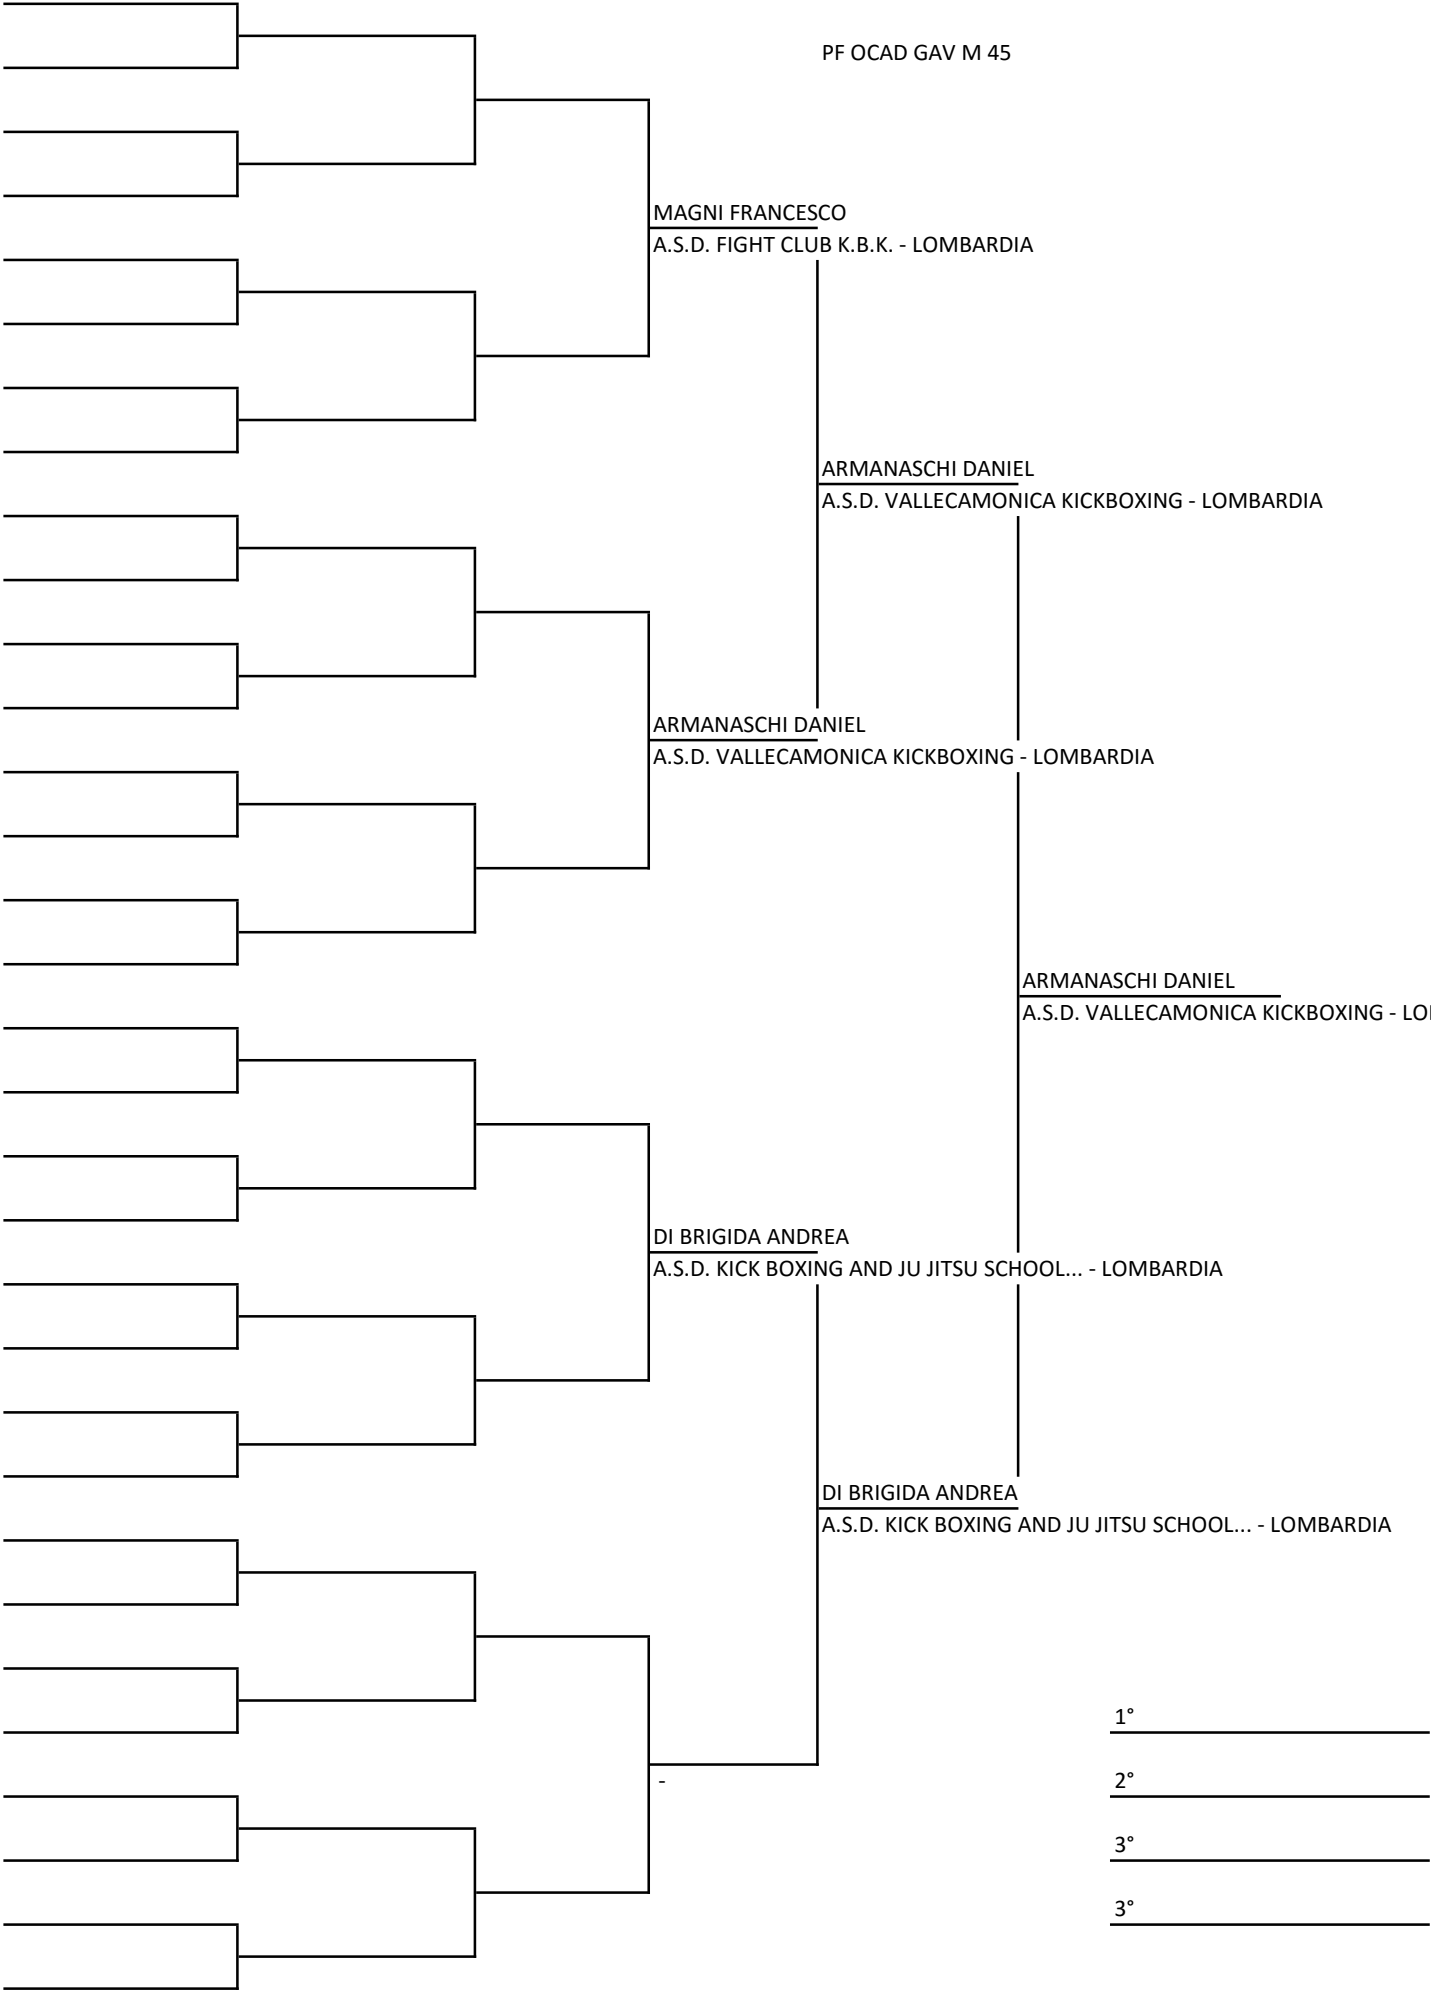 PF OCAD GAV M 45
MAGNI FRANCESCO
A.S.D. FIGHT CLUB K.B.K. - LOMBARDIA
ARMANASCHI DANIEL
A.S.D. VALLECAMONICA KICKBOXING - LOMBARDIA
ARMANASCHI DANIEL
A.S.D. VALLECAMONICA KICKBOXING - LOMBARDIA
ARMANASCHI DANIEL
A.S.D. VALLECAMONICA KICKBOXING - LO
DI BRIGIDA ANDREA
A.S.D. KICK BOXING AND JU JITSU SCHOOL... - LOMBARDIA
DI BRIGIDA ANDREA
A.S.D. KICK BOXING AND JU JITSU SCHOOL... - LOMBARDIA
1°
-
2°
3°
3°